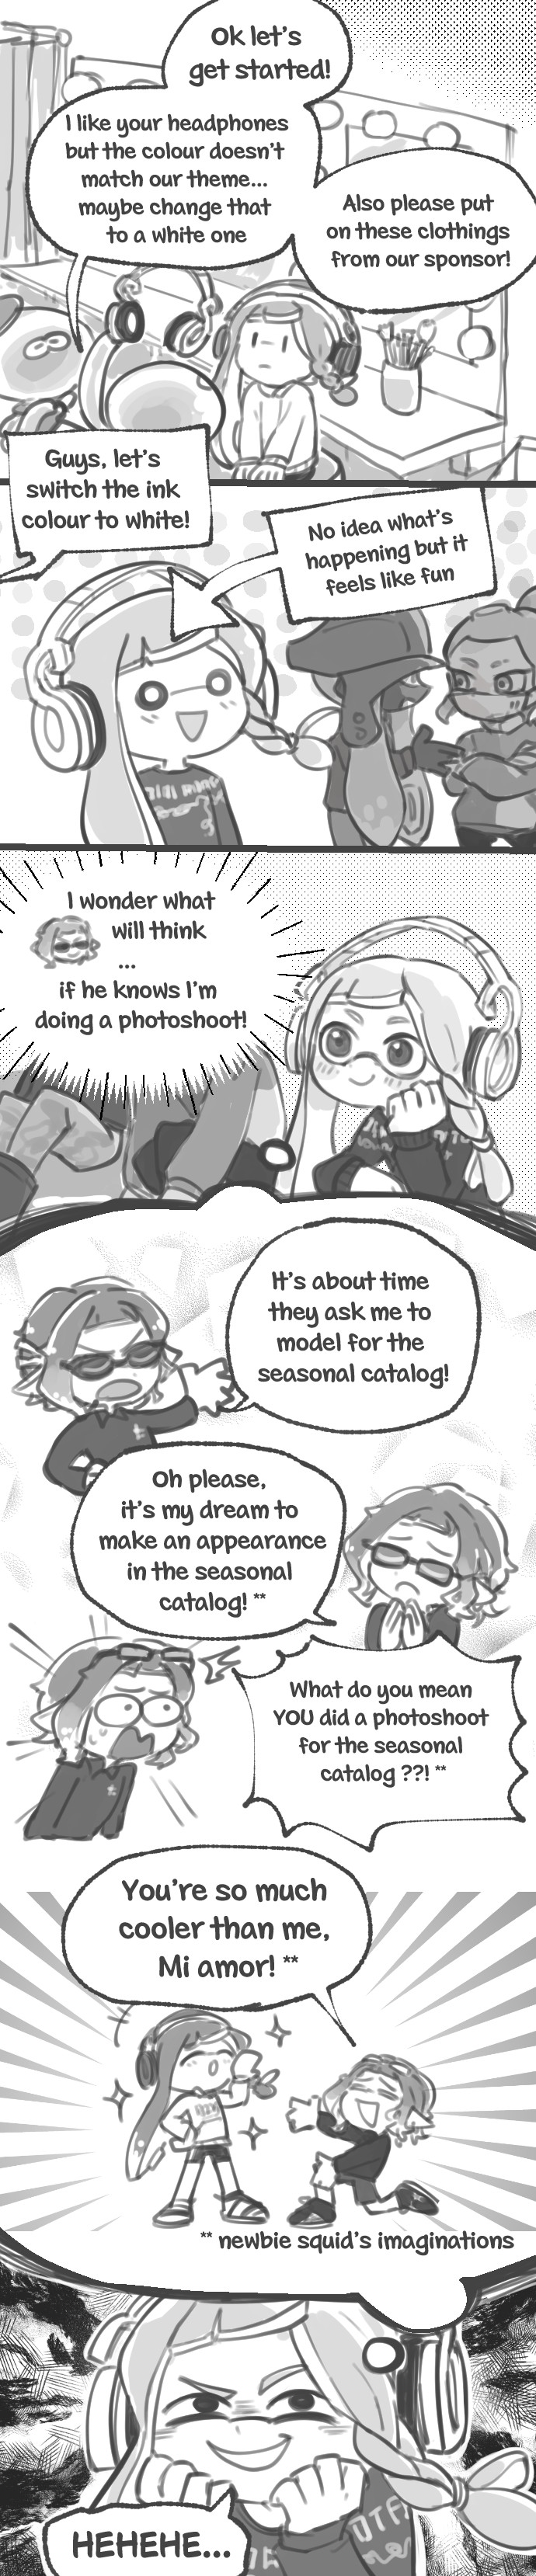 Ok let's
get started!
I like your headphones
but the colour doesn't
match our theme...
maybe change that
to a white one
Also please put
on these clothings
from our sponsor!
Guys, let's
switch the ink
colour to white!
No idea what's
happening but it
feels like fun
I wonder what
will think
...
if he knows I'm
doing a photoshoot!
It's about time
they ask me to
model for the
seasonal catalog!
Oh please,
it's my dream to
make an appearance
in the seasonal
catalog! **
What do you mean
YOU did a photoshoot
for the seasonal
catalog ??! **
You're so much
cooler than me,
Mi amor! **
** newbie squid's imaginations
HEHEHE...